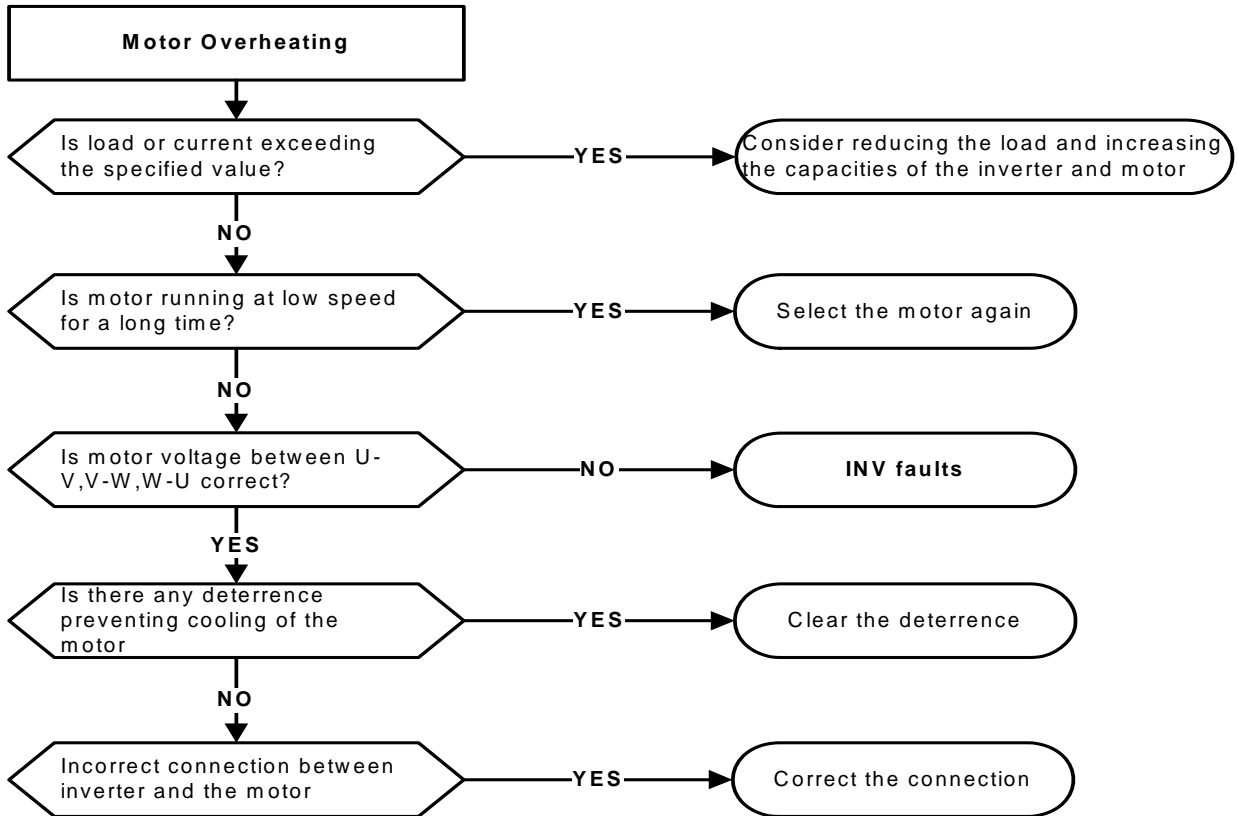 Motor Overheating
Is load or current exceeding
the specified value?
YES
Consider reducing the load and increasing
the capacities of the inverter and motor
NO
Is motor running at low speed
for a long time?
YES
Select the motor again
NO
Is motor voltage between U-
V,V-W,W-U correct?
NO
INV faults
YES
Is there any deterrence
preventing cooling of the
motor
YES
Clear the deterrence
NO
Incorrect connection between
inverter and the motor
YES
Correct the connection